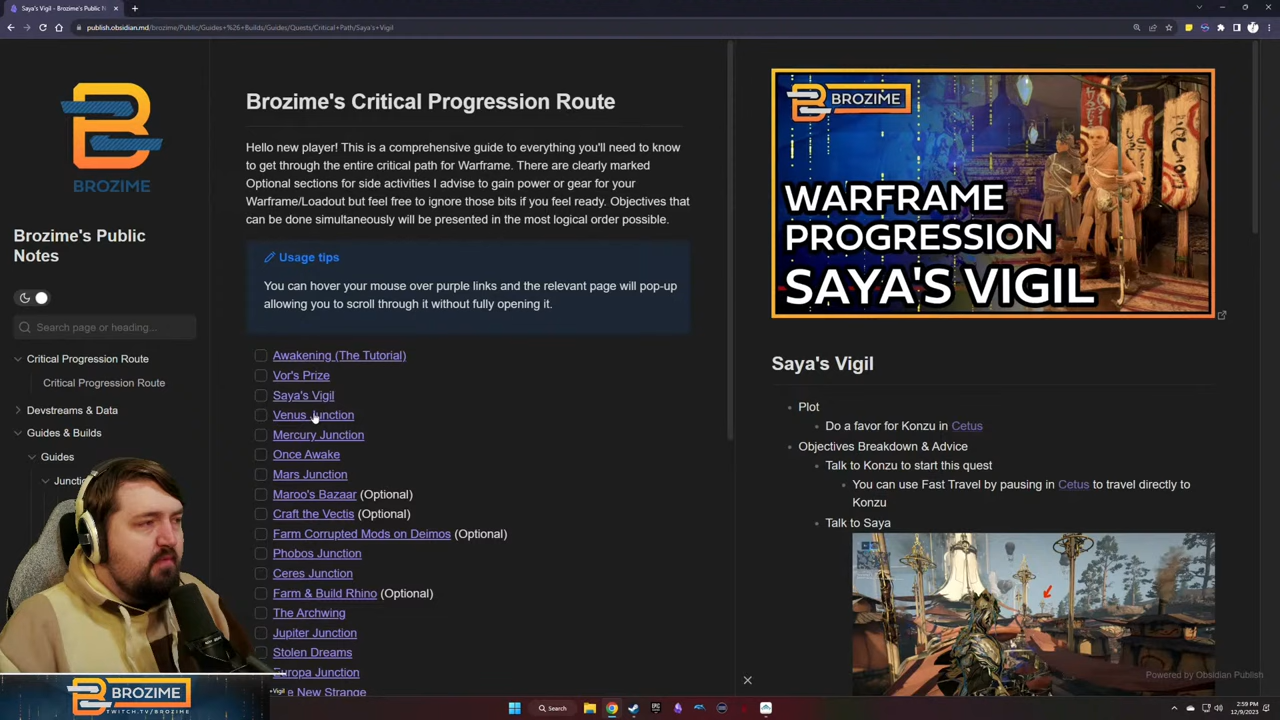 Saya's Vigil - Brozime's Public N
publish.obsidian.md/brozime/Public/Guides+%26+Builds/Guides/Quests/Critical+Path/Saya's+Vigil
BROZIME
Brozime's Public
Notes
Search page or heading...
Critical Progression Route
Critical Progression Route
Devstreams & Data
Guides & Builds
Guides
Brozime's Critical Progression Route
Hello new player! This is a comprehensive guide to everything you'll need to know
to get through the entire critical path for Warframe. There are clearly marked
Optional sections for side activities I advise to gain power or gear for your
Warframe/Loadout but feel free to ignore those bits if you feel ready. Objectives that
can be done simultaneously will be presented in the most logical order possible.
Usage tips
You can hover your mouse over purple links and the relevant page will pop-up
allowing you to scroll through it without fully opening it.
Awakening (The Tutorial)
Vor's Prize
Saya's Vigil
Venus Junction
Mercury Junction
Once Awake
Mars Junction
Maroo's Bazaar (Optional)
Craft the Vectis (Optional)
Farm Corrupted Mods on Deimos (Optional)
Phobos Junction
Ceres Junction
Farm & Build Rhino (Optional)
The Archwing
Jupiter Junction
Stolen Dreams
Europa Junction
New Strange
BROZIME
WARFRAME
PROGRESSION
SAYA'S VIGIL
Saya's Vigil
Plot
Do a favor for Konzu in Cetus
Objectives Breakdown & Advice
Talk to Konzu to start this quest
You can use Fast Travel by pausing in Cetus to travel directly to
Konzu
Talk to Saya
Powered by Obsidian Publish
BROZIME
TWITCH.TV/BROZIME
Search
2:59 PM
12/9/2023